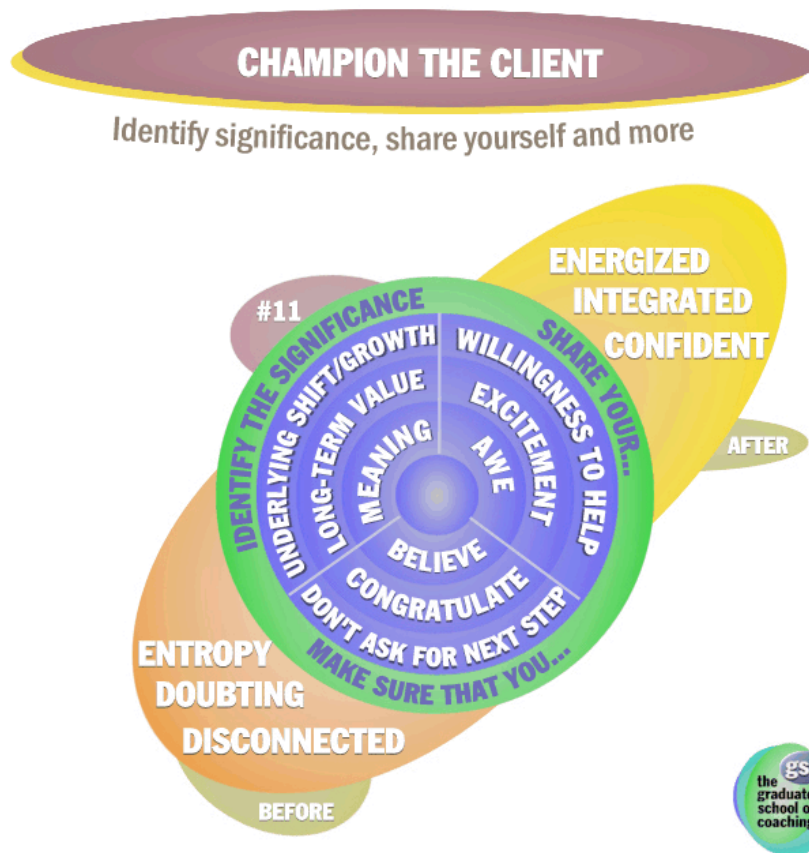 CHAMPION THE CLIENT
Identify significance, share yourself and more
ENERGIZED
INTEGRATED
CONFIDENT
AFTER
#11
IDENTIFY THE SIGNIFICANCE
UNDERLYING SHIFT/GROWTH
LONG-TERM VALUE
MEANING
SHARE YOUR...
WILLINGNESS TO HELP
EXCITEMENT
AWE
BELIEVE
CONGRATULATE
DON'T ASK FOR NEXT STEP
MAKE SURE THAT YOU...
ENTROPY
DOUBTING
DISCONNECTED
BEFORE
gs
the
graduate
school o
coaching